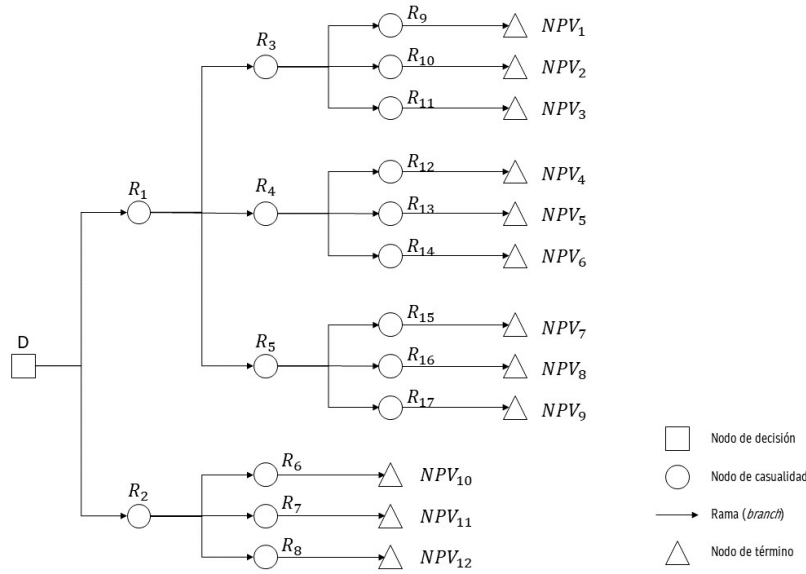 R₉ NPV₁
R₃ R₁₀ NPV₂
R₁₁ NPV₃
R₁₂ NPV₄
R₁ R₄ R₁₃ NPV₅
R₁₄ NPV₆
R₁₅ NPV₇
D R₅ R₁₆ NPV₈
R₁₇ NPV₉
R₆ NPV₁₀
R₂ R₇ NPV₁₁
R₈ NPV₁₂
Nodo de decisión
Nodo de casualidad
Rama (branch)
Nodo de término